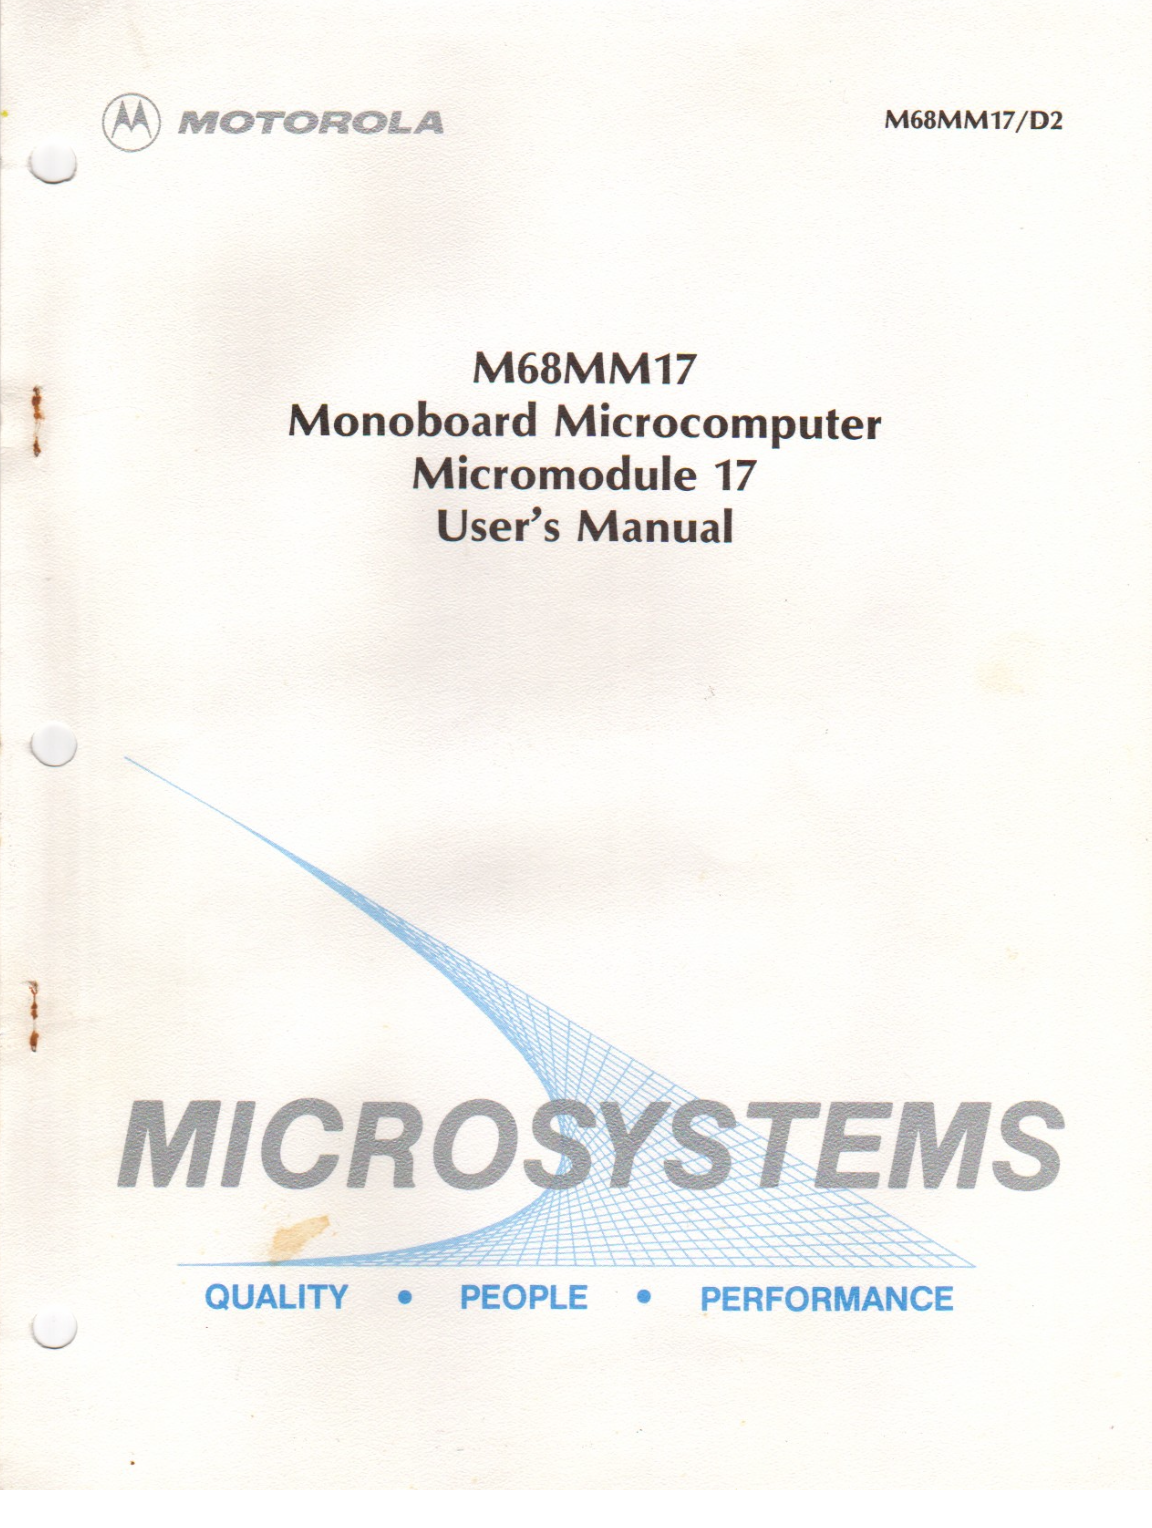 MOTOROLA
M68MM17/D2
M68MM17
Monoboard Microcomputer
Micromodule 17
User's Manual
MICROSYSTEMS
QUALITY • PEOPLE • PERFORMANCE